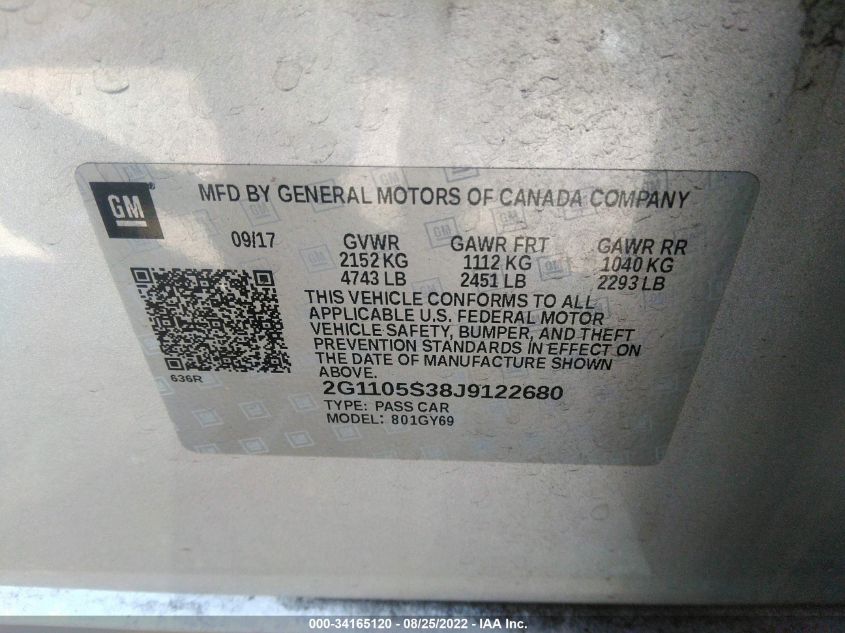 GM
MFD BY GENERAL MOTORS OF CANADA COMPANY
09/17 GVWR GAWR FRT GAWR RR
2152 KG 1112 KG 1040 KG
4743 LB 2451 LB 2293 LB
THIS VEHICLE CONFORMS TO ALL
APPLICABLE U.S. FEDERAL MOTOR
VEHICLE SAFETY, BUMPER, AND THEFT
PREVENTION STANDARDS IN EFFECT ON
THE DATE OF MANUFACTURE SHOWN
ABOVE.
636R
2G1105S38J9122680
TYPE: PASS CAR
MODEL: 801GY69
000-34165120 - 08/25/2022 - IAA Inc.